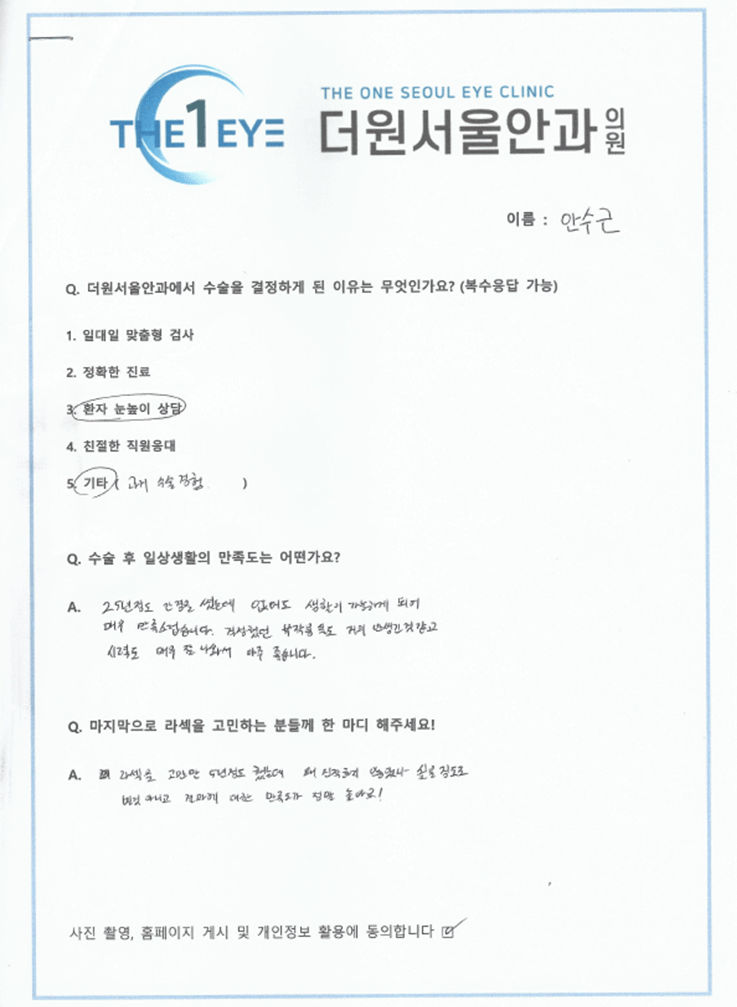 THE1EYE
THE ONE SEOUL EYE CLINIC
더원서울안과의원
이름 : 안수근
Q. 더원서울안과에서 수술을 결정하게 된 이유는 무엇인가요? (복수응답 가능)
1. 일대일 맞춤형 검사
2. 정확한 진료
3. 환자 눈높이 상담
4. 친절한 직원응대
5. 기타 ( 수술 경험 )
Q. 수술 후 일상생활의 만족도는 어떤가요?
A. 25년정도 안경을 썼는데 없어도 생활이 가능하게 되어
매우 만족스럽습니다. 걱정했던 부작용 도 거의 같고
시력도 매우 잘 나와서 아주 좋습니다.
Q. 마지막으로 라섹을 고민하는 분들께 한 마디 해주세요!
A. 라섹을 고민만 5년정도 했는데 왜 진작하지 않았나 싶을 정도로
별것 아니고 결과에 대한 만족도가 정말 높아요!
사진 촬영, 홈페이지 게시 및 개인정보 활용에 동의합니다 ☑